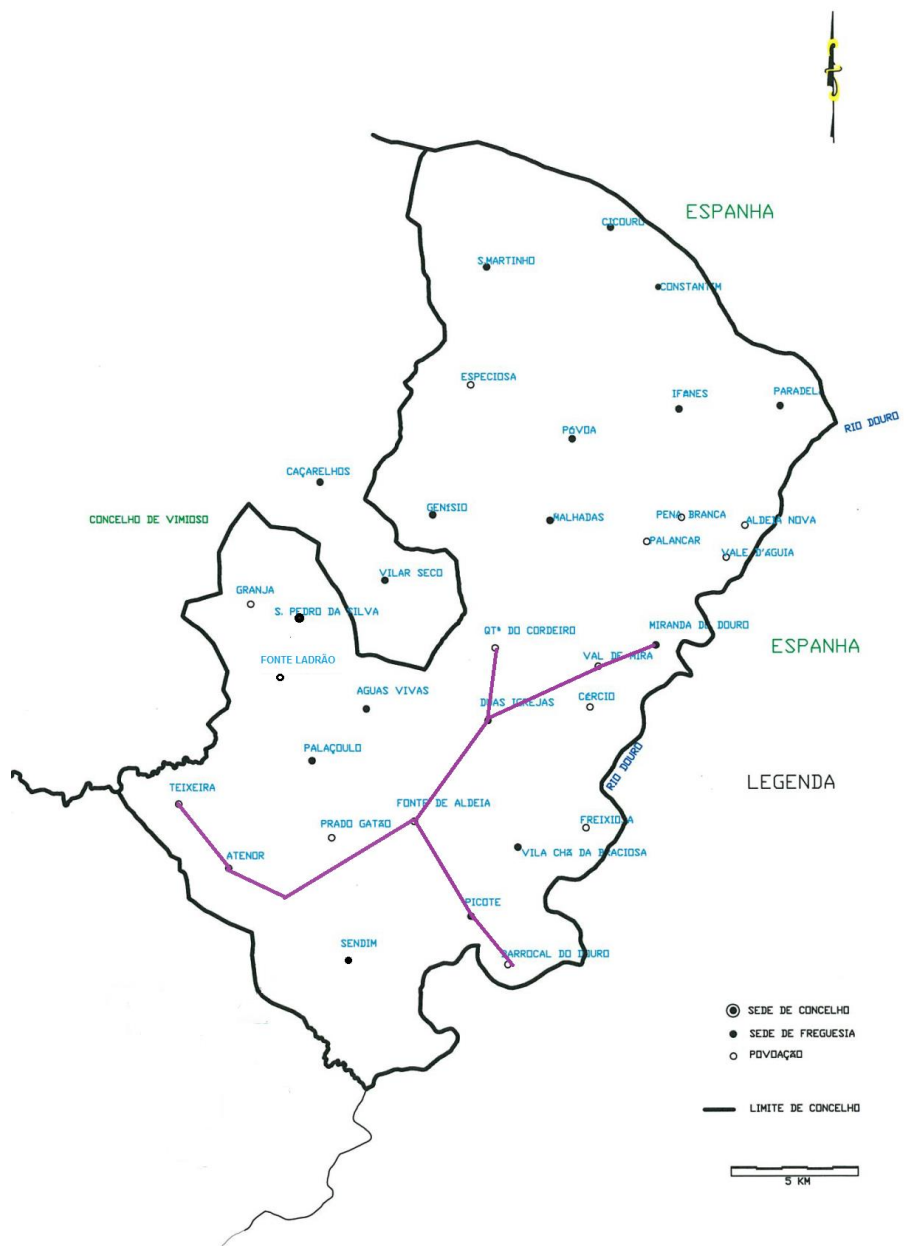 ESPANHA
CICOURO
S.MARTINHO
CONSTANTIM
ESPECIOSA
IFANES
PARADEL
RIO DOURO
PÓVOA
CAÇARELHOS
GENÍSIO
CONCELHO DE VIMIOSO
MALHADAS
PENA BRANCA
ALDEIA NOVA
PALANCAR
VALE D'ÁGUIA
VILAR SECO
GRANJA
S. PEDRO DA SILVA
QTª DO CORDEIRO
MIRANDA DO DOURO
ESPANHA
FONTE LADRÃO
VAL DE MIRA
AGUAS VIVAS
DUAS IGREJAS
CÉRCIO
PALAÇOULO
RIO DOURO
LEGENDA
TEIXEIRA
FONTE DE ALDEIA
PRADO GATÃO
FREIXIOSA
ATENOR
VILA CHÃ DA BRACIOSA
PICOTE
SENDIM
BARROCAL DO DOURO
SEDE DE CONCELHO
SEDE DE FREGUESIA
POVOAÇÃO
LIMITE DE CONCELHO
5 KM